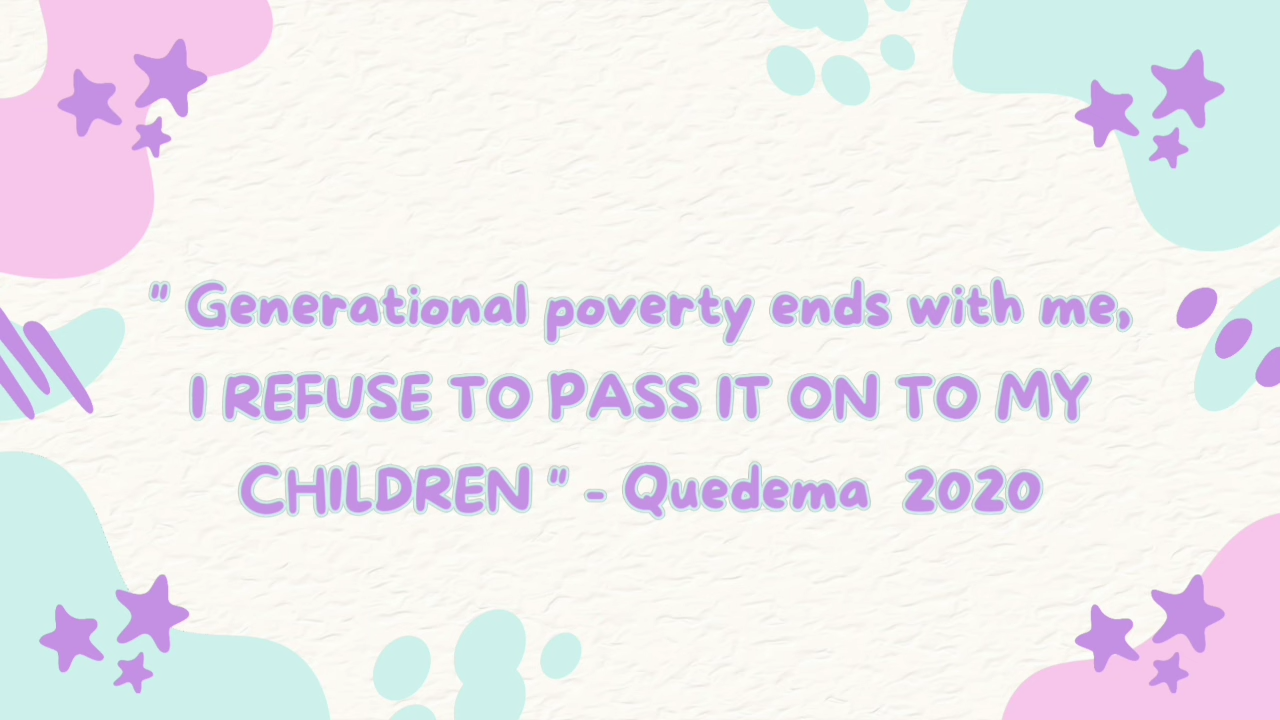 " Generational poverty ends with me,
I REFUSE TO PASS IT ON TO MY
CHILDREN " - Quedema 2020